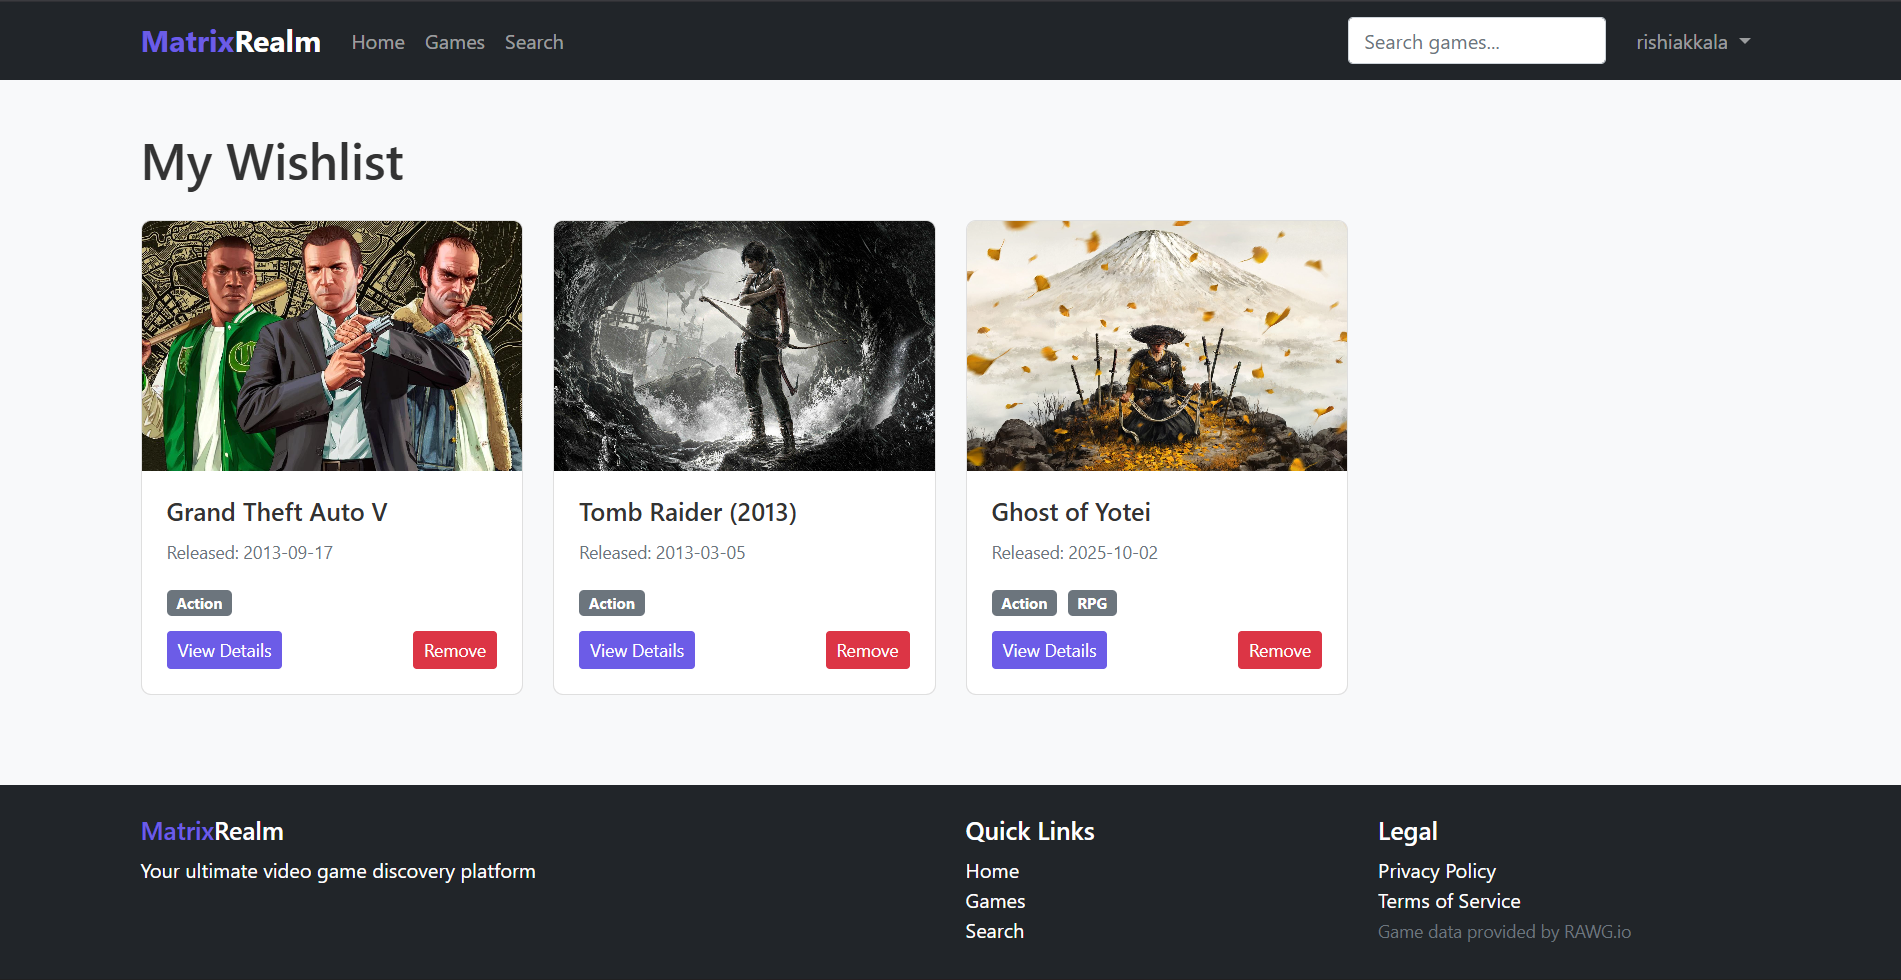 MatrixRealm Home Games Search Search games... rishiakkala
My Wishlist
Grand Theft Auto V
Released: 2013-09-17
Action
View Details Remove
Tomb Raider (2013)
Released: 2013-03-05
Action
View Details Remove
Ghost of Yotei
Released: 2025-10-02
Action RPG
View Details Remove
MatrixRealm
Your ultimate video game discovery platform
Quick Links
Home
Games
Search
Legal
Privacy Policy
Terms of Service
Game data provided by RAWG.io